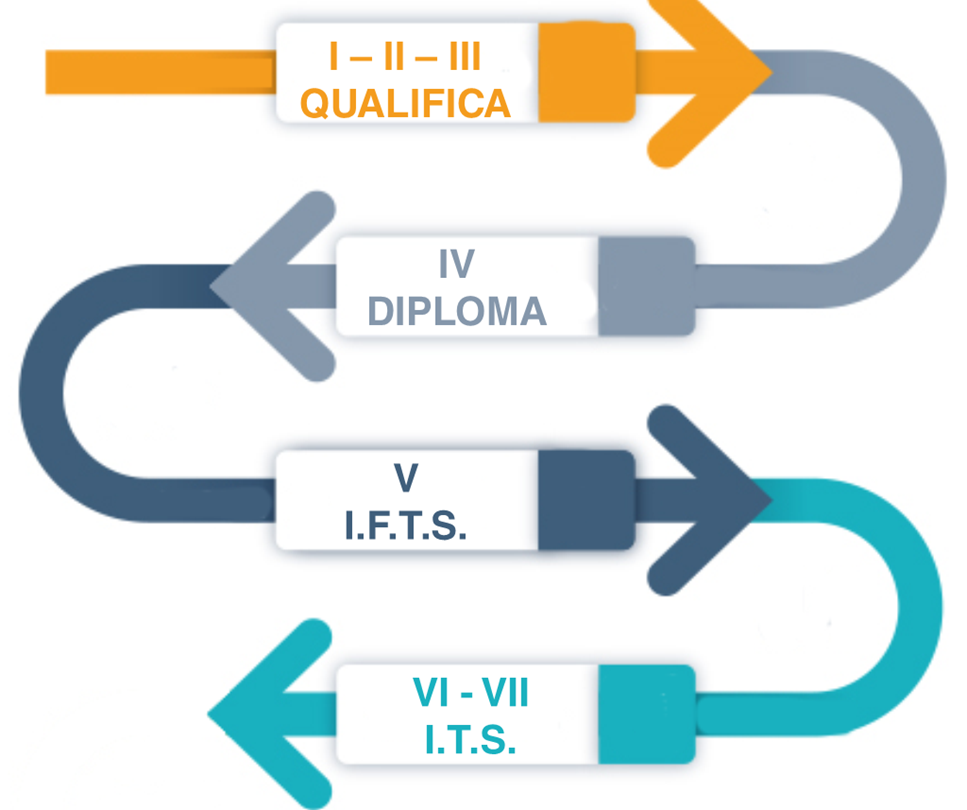 I – II – III
QUALIFICA
IV
DIPLOMA
V
I.F.T.S.
VI - VII
I.T.S.